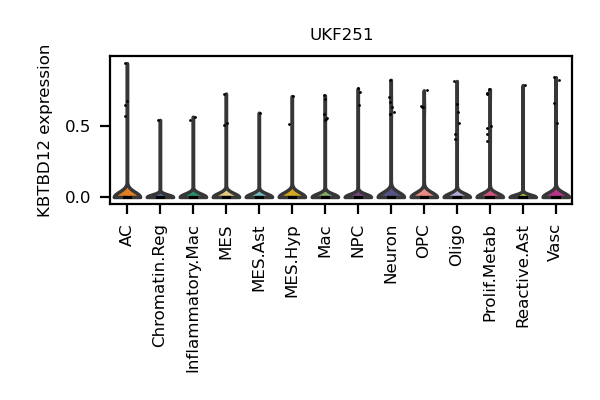 UKF251
KBTBD12 expression
0.5
0.0
AC
Chromatin.Reg
Inflammatory.Mac
MES
MES.Ast
MES.Hyp
Mac
NPC
Neuron
OPC
Oligo
Prolif.Metab
Reactive.Ast
Vasc